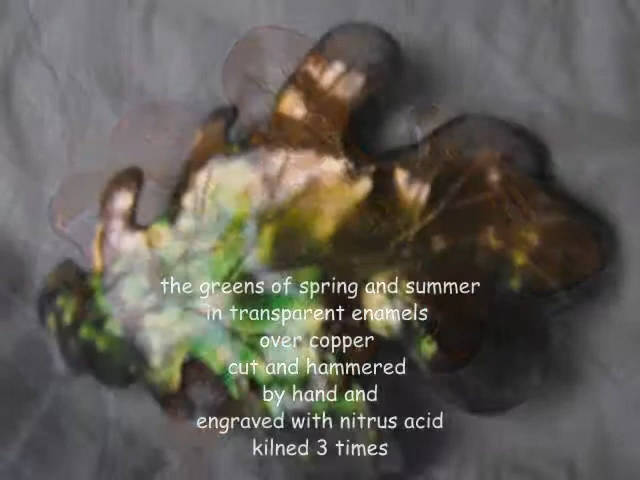 the greens of spring and summer
in transparent enamels
over copper
cut and hammered
by hand and
engraved with nitrus acid
kilned 3 times